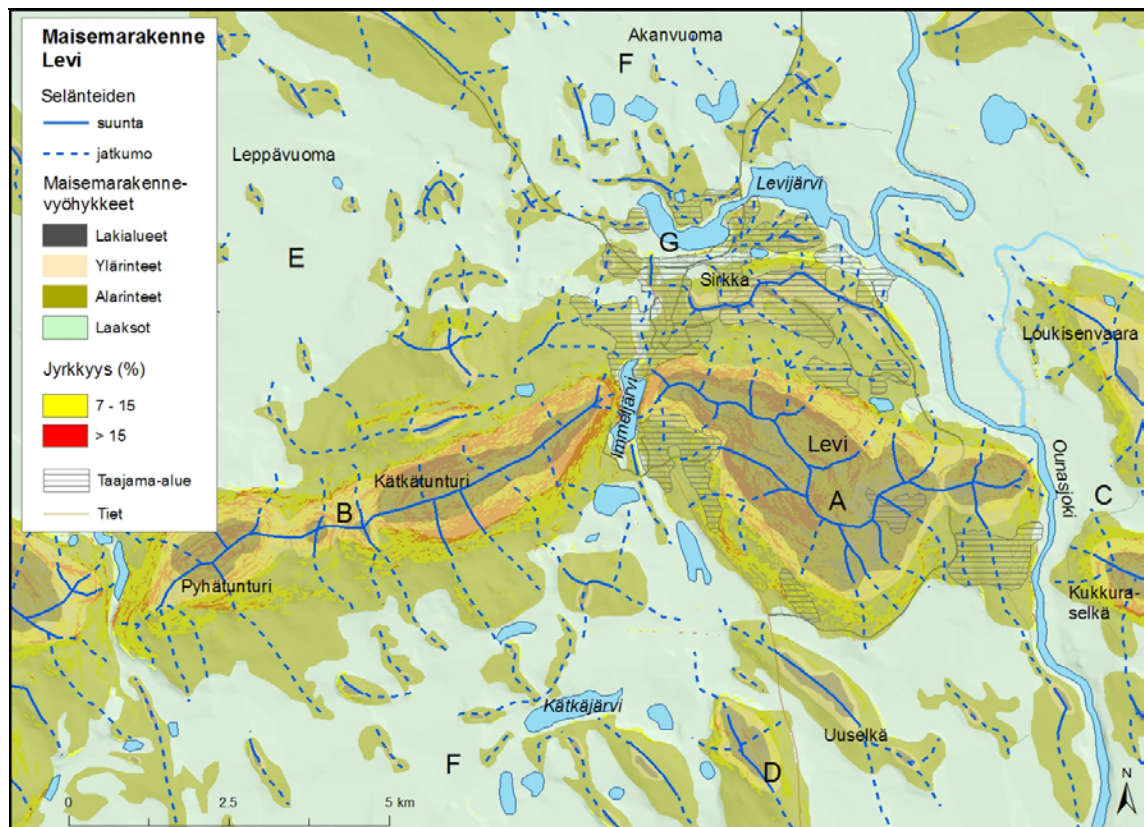 Maisemarakenne
Levi
Selänteiden
suunta
jatkumo
Maisemarakenne-
vyöhykkeet
Lakialueet
Ylärinteet
Alarinteet
Laaksot
Jyrkkyys (%)
7 - 15
> 15
Taajama-alue
Tiet
Akanvuoma
F
Leppävuoma
Levijärvi
G
E
Sirkka
Loukisenvaara
Immeljärvi
Levi
Kätkätunturi
A
B
C
Ounasjoki
Pyhätunturi
Kukkura-
selkä
Kätkäjärvi
Uuselkä
F
D
N
0
2.5
5 km